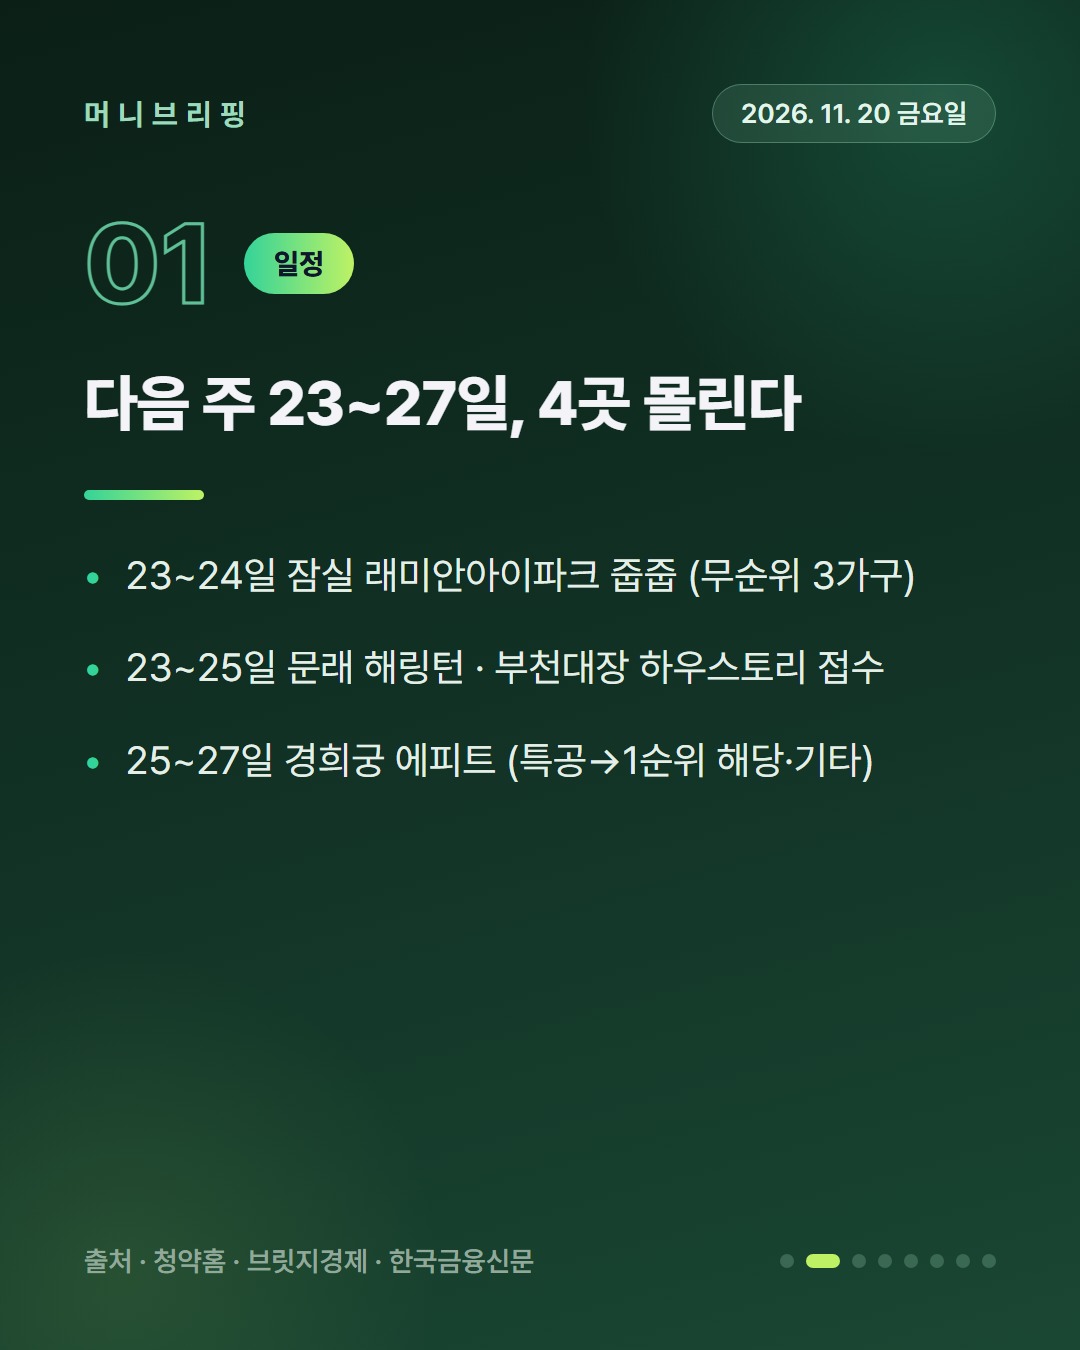 머니브리핑
2026. 11. 20 금요일
01
일정
다음 주 23~27일, 4곳 몰린다
• 23~24일 잠실 래미안아이파크 줍줍 (무순위 3가구)
• 23~25일 문래 해링턴 · 부천대장 하우스토리 접수
• 25~27일 경희궁 에피트 (특공→1순위 해당·기타)
출처 · 청약홈 · 브릿지경제 · 한국금융신문